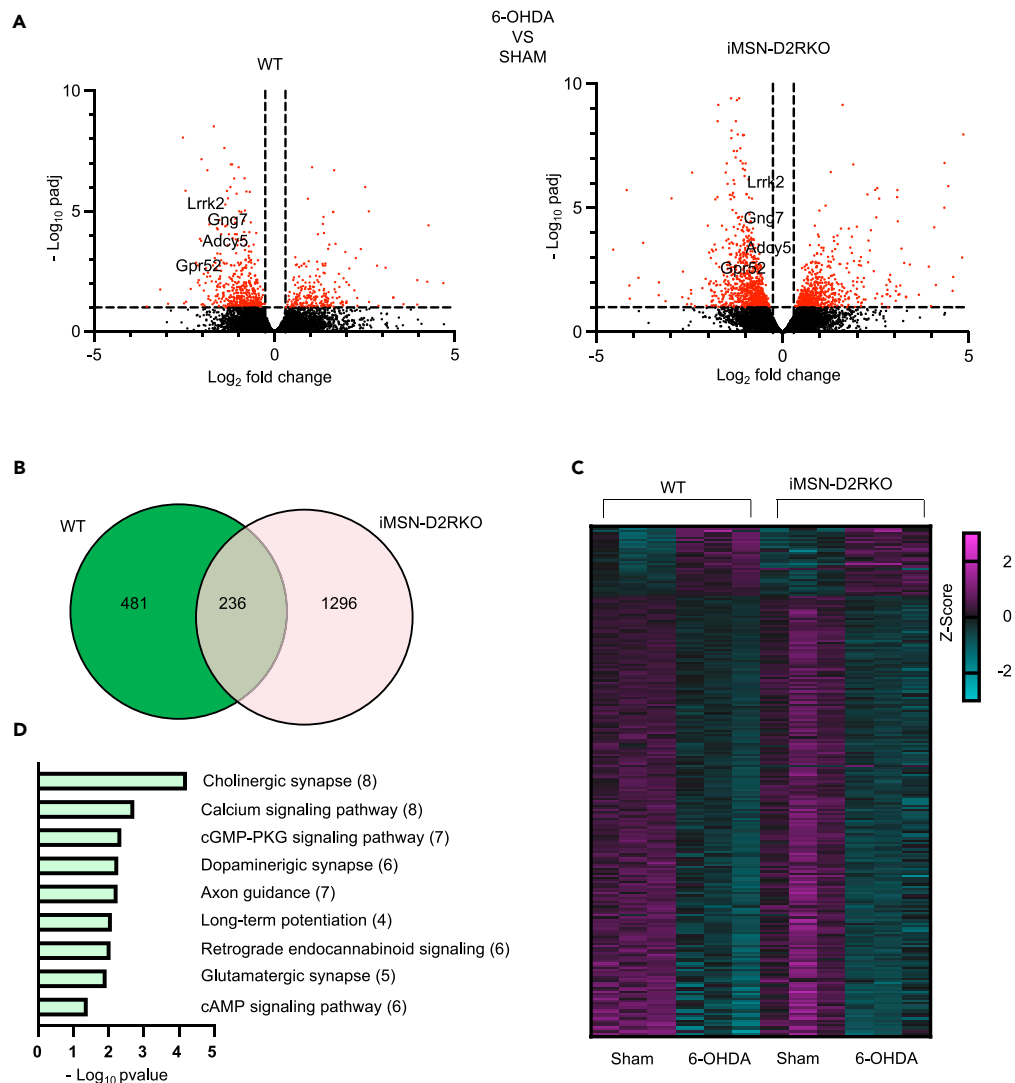 A
6-OHDA
VS
SHAM
WT
10
5
0
-5
0
5
- Log10 padj
Log2 fold change
Lrrk2
Gng7
Adcy5
Gpr52
iMSN-D2RKO
10
5
0
-5
0
5
- Log10 padj
Log2 fold change
Lrrk2
Gng7
Adcy5
Gpr52
B
WT
iMSN-D2RKO
481
236
1296
C
WT
iMSN-D2RKO
2
0
-2
Z-Score
Sham
6-OHDA
Sham
6-OHDA
D
Cholinergic synapse (8)
Calcium signaling pathway (8)
cGMP-PKG signaling pathway (7)
Dopaminerigic synapse (6)
Axon guidance (7)
Long-term potentiation (4)
Retrograde endocannabinoid signaling (6)
Glutamatergic synapse (5)
cAMP signaling pathway (6)
0 1 2 3 4 5
- Log10 pvalue